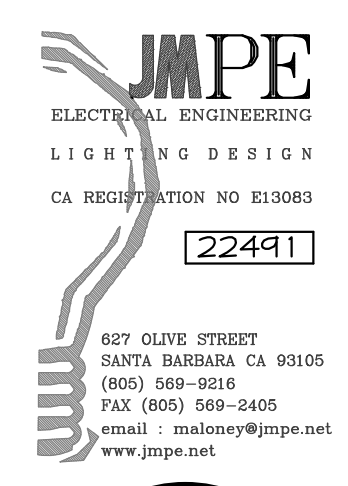 JMPE
ELECTRICAL ENGINEERING
LIGHTING DESIGN
CA REGISTRATION NO E13083
22491
627 OLIVE STREET
SANTA BARBARA CA 93105
(805) 569-9216
FAX (805) 569-2405
email : maloney@jmpe.net
www.jmpe.net